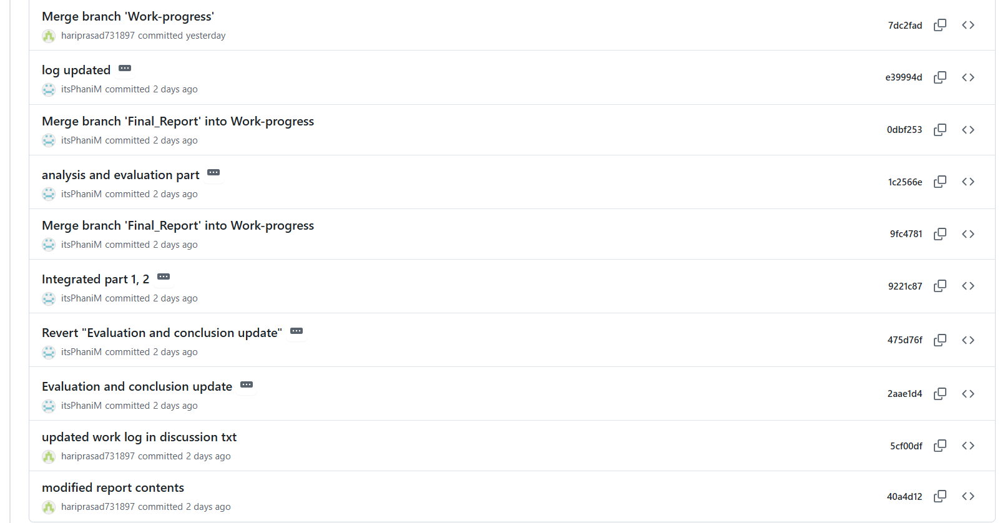 Merge branch 'Work-progress'
7dc2fad
hariprasad731897 committed yesterday
log updated
e39994d
itsPhaniM committed 2 days ago
Merge branch 'Final_Report' into Work-progress
0dbf253
itsPhaniM committed 2 days ago
analysis and evaluation part
1c2566e
itsPhaniM committed 2 days ago
Merge branch 'Final_Report' into Work-progress
9fc4781
itsPhaniM committed 2 days ago
Integrated part 1, 2
9221c87
itsPhaniM committed 2 days ago
Revert "Evaluation and conclusion update"
475d76f
itsPhaniM committed 2 days ago
Evaluation and conclusion update
2aae1d4
itsPhaniM committed 2 days ago
updated work log in discussion txt
5cf00df
hariprasad731897 committed 2 days ago
modified report contents
40a4d12
hariprasad731897 committed 2 days ago